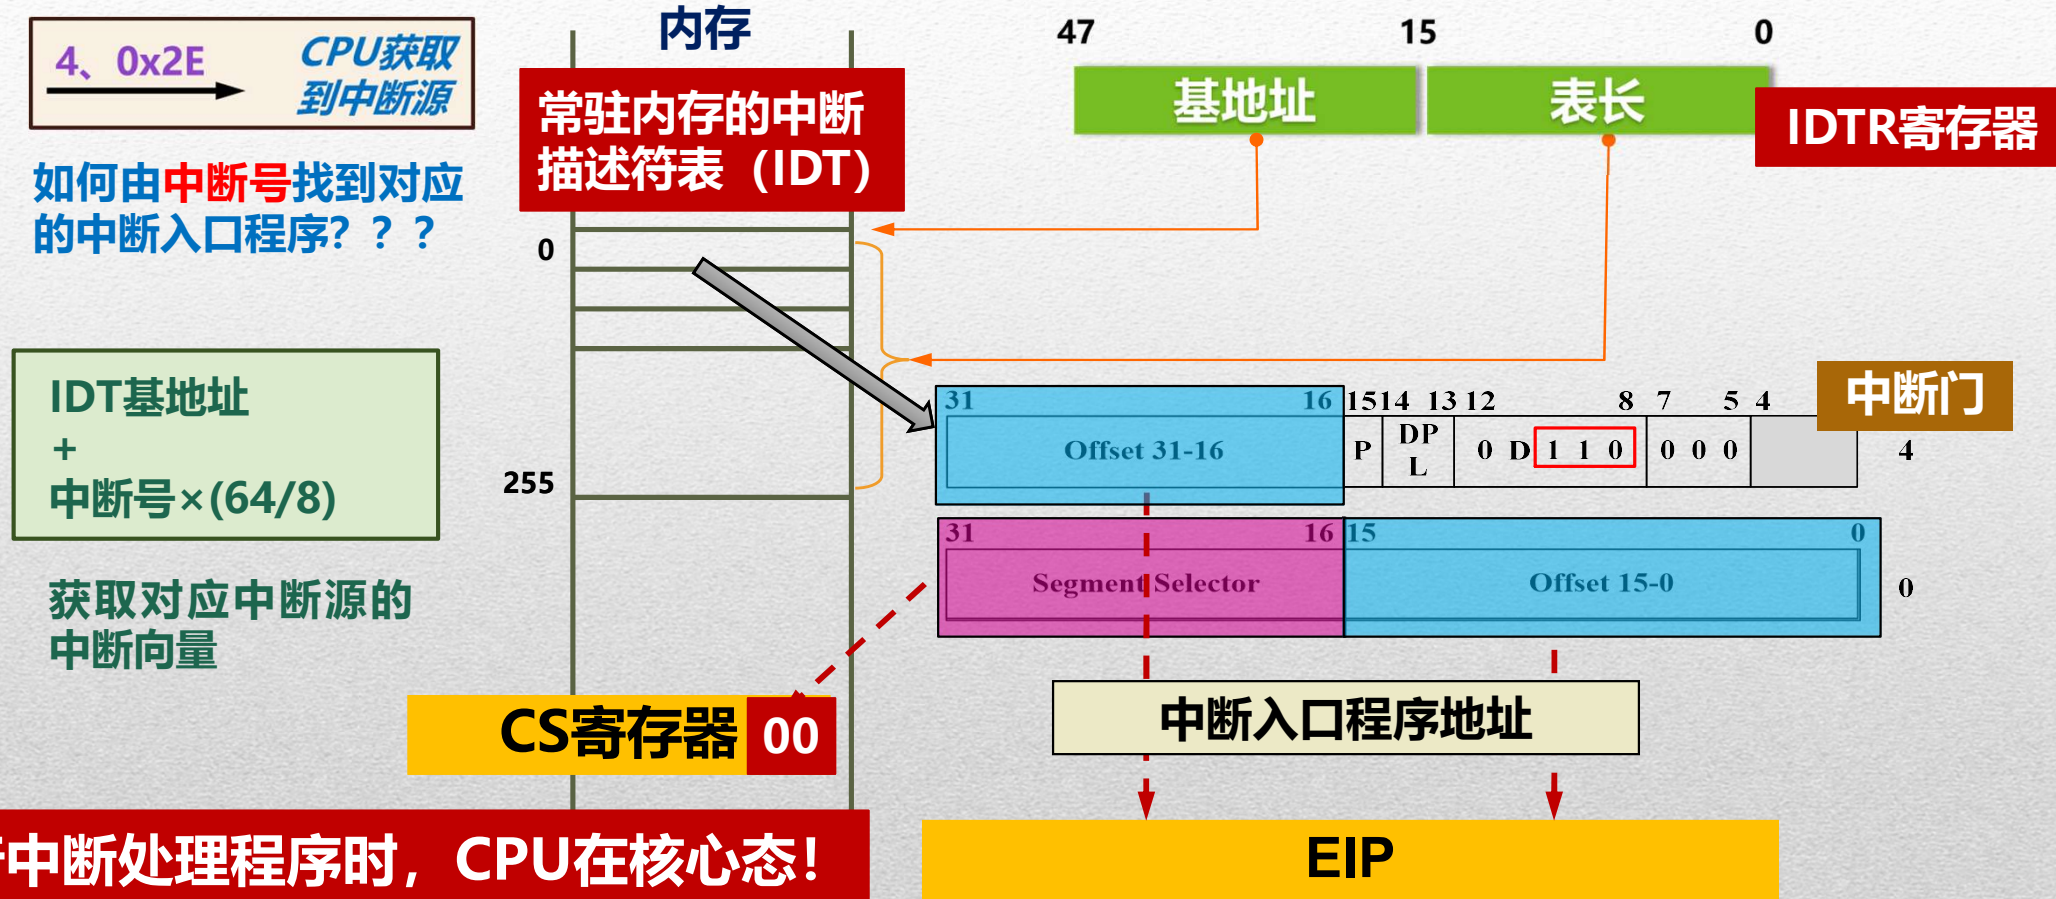 4、0x2E
CPU获取
到中断源
如何由中断号找到对应
的中断入口程序？？？
IDT基地址
+
中断号×(64/8)
获取对应中断源的
中断向量
内存
常驻内存的中断
描述符表（IDT）
0
255
47 15 0
基地址 表长
IDTR寄存器
中断门
31 16 15 14 13 12 8 7 5 4
Offset 31-16 P DP
L 0 D 1 1 0 0 0 0 4
31 16 15 0
Segment Selector Offset 15-0 0
CS寄存器 00
中断入口程序地址
EIP
中断处理程序时，CPU在核心态！